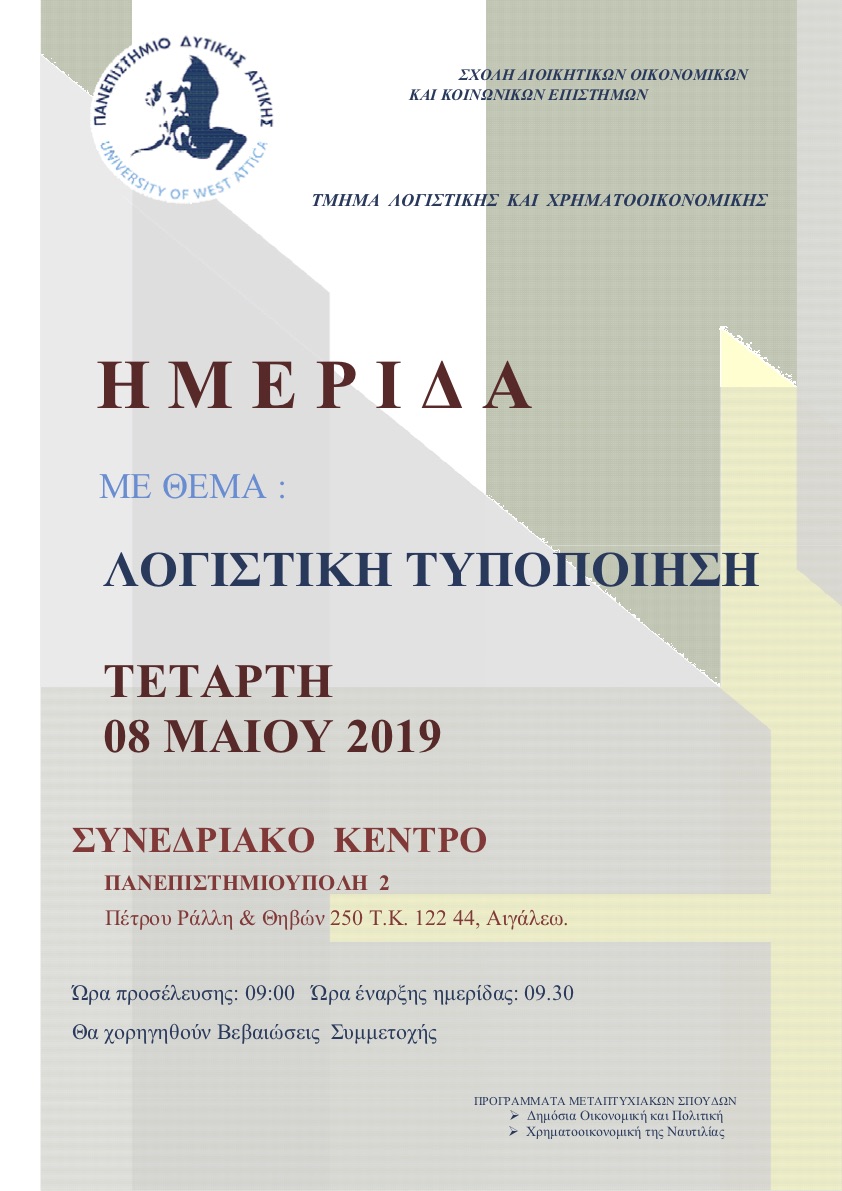 ΠΑΝΕΠΙΣΤΗΜΙΟ ΔΥΤΙΚΗΣ ΑΤΤΙΚΗΣ
UNIVERSITY OF WEST ATTICA
ΣΧΟΛΗ ΔΙΟΙΚΗΤΙΚΩΝ ΟΙΚΟΝΟΜΙΚΩΝ
ΚΑΙ ΚΟΙΝΩΝΙΚΩΝ ΕΠΙΣΤΗΜΩΝ
ΤΜΗΜΑ ΛΟΓΙΣΤΙΚΗΣ ΚΑΙ ΧΡΗΜΑΤΟΟΙΚΟΝΟΜΙΚΗΣ
Η Μ Ε Ρ Ι Δ Α
ΜΕ ΘΕΜΑ :
ΛΟΓΙΣΤΙΚΗ ΤΥΠΟΠΟΙΗΣΗ
ΤΕΤΑΡΤΗ
08 ΜΑΙΟΥ 2019
ΣΥΝΕΔΡΙΑΚΟ ΚΕΝΤΡΟ
ΠΑΝΕΠΙΣΤΗΜΙΟΥΠΟΛΗ 2
Πέτρου Ράλλη & Θηβών 250 Τ.Κ. 122 44, Αιγάλεω.
Ώρα προσέλευσης: 09:00 Ώρα έναρξης ημερίδας: 09.30
Θα χορηγηθούν Βεβαιώσεις Συμμετοχής
ΠΡΟΓΡΑΜΜΑΤΑ ΜΕΤΑΠΤΥΧΙΑΚΩΝ ΣΠΟΥΔΩΝ
➢ Δημόσια Οικονομική και Πολιτική
➢ Χρηματοοικονομική της Ναυτιλίας